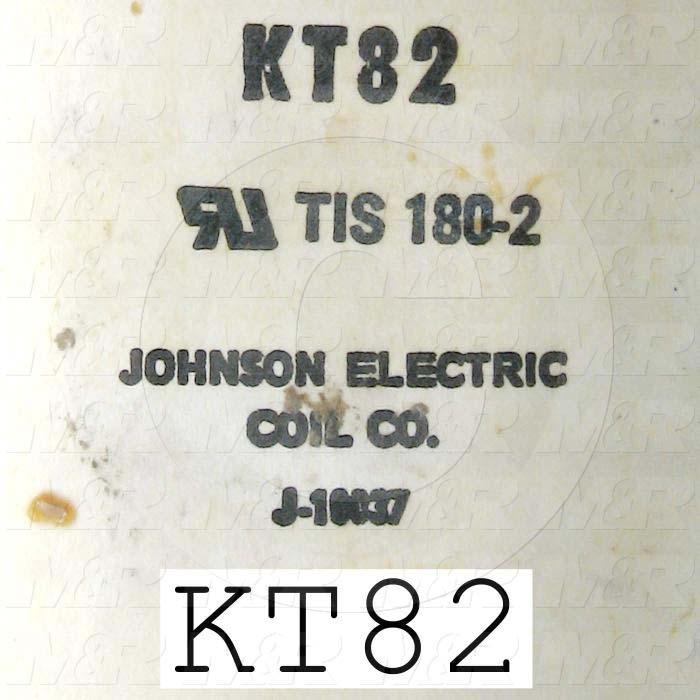 KT82
TIS 180-2
JOHNSON ELECTRIC
COIL CO.
KT82